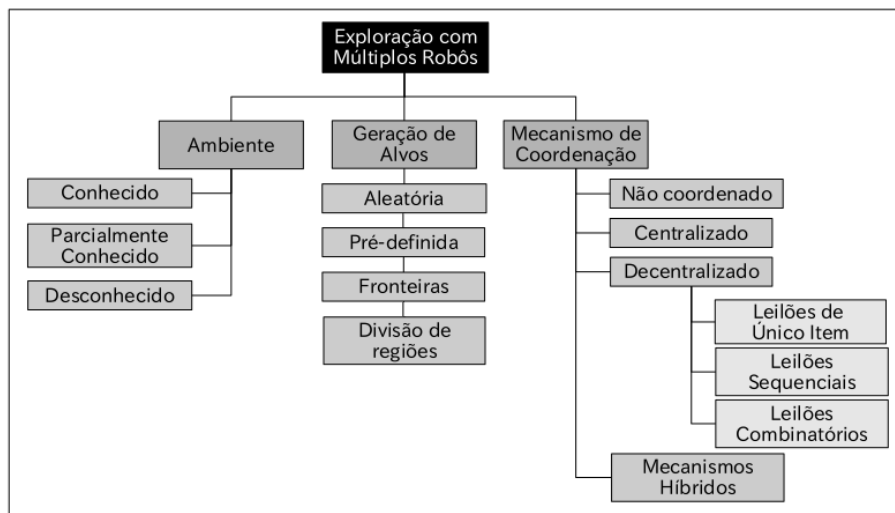 Exploração com
Múltiplos Robôs
Ambiente
Geração de
Alvos
Mecanismo de
Coordenação
Conhecido
Parcialmente
Conhecido
Desconhecido
Aleatória
Pré-definida
Fronteiras
Divisão de
regiões
Não coordenado
Centralizado
Decentralizado
Leilões de
Único Item
Leilões
Sequenciais
Leilões
Combinatórios
Mecanismos
Híbridos